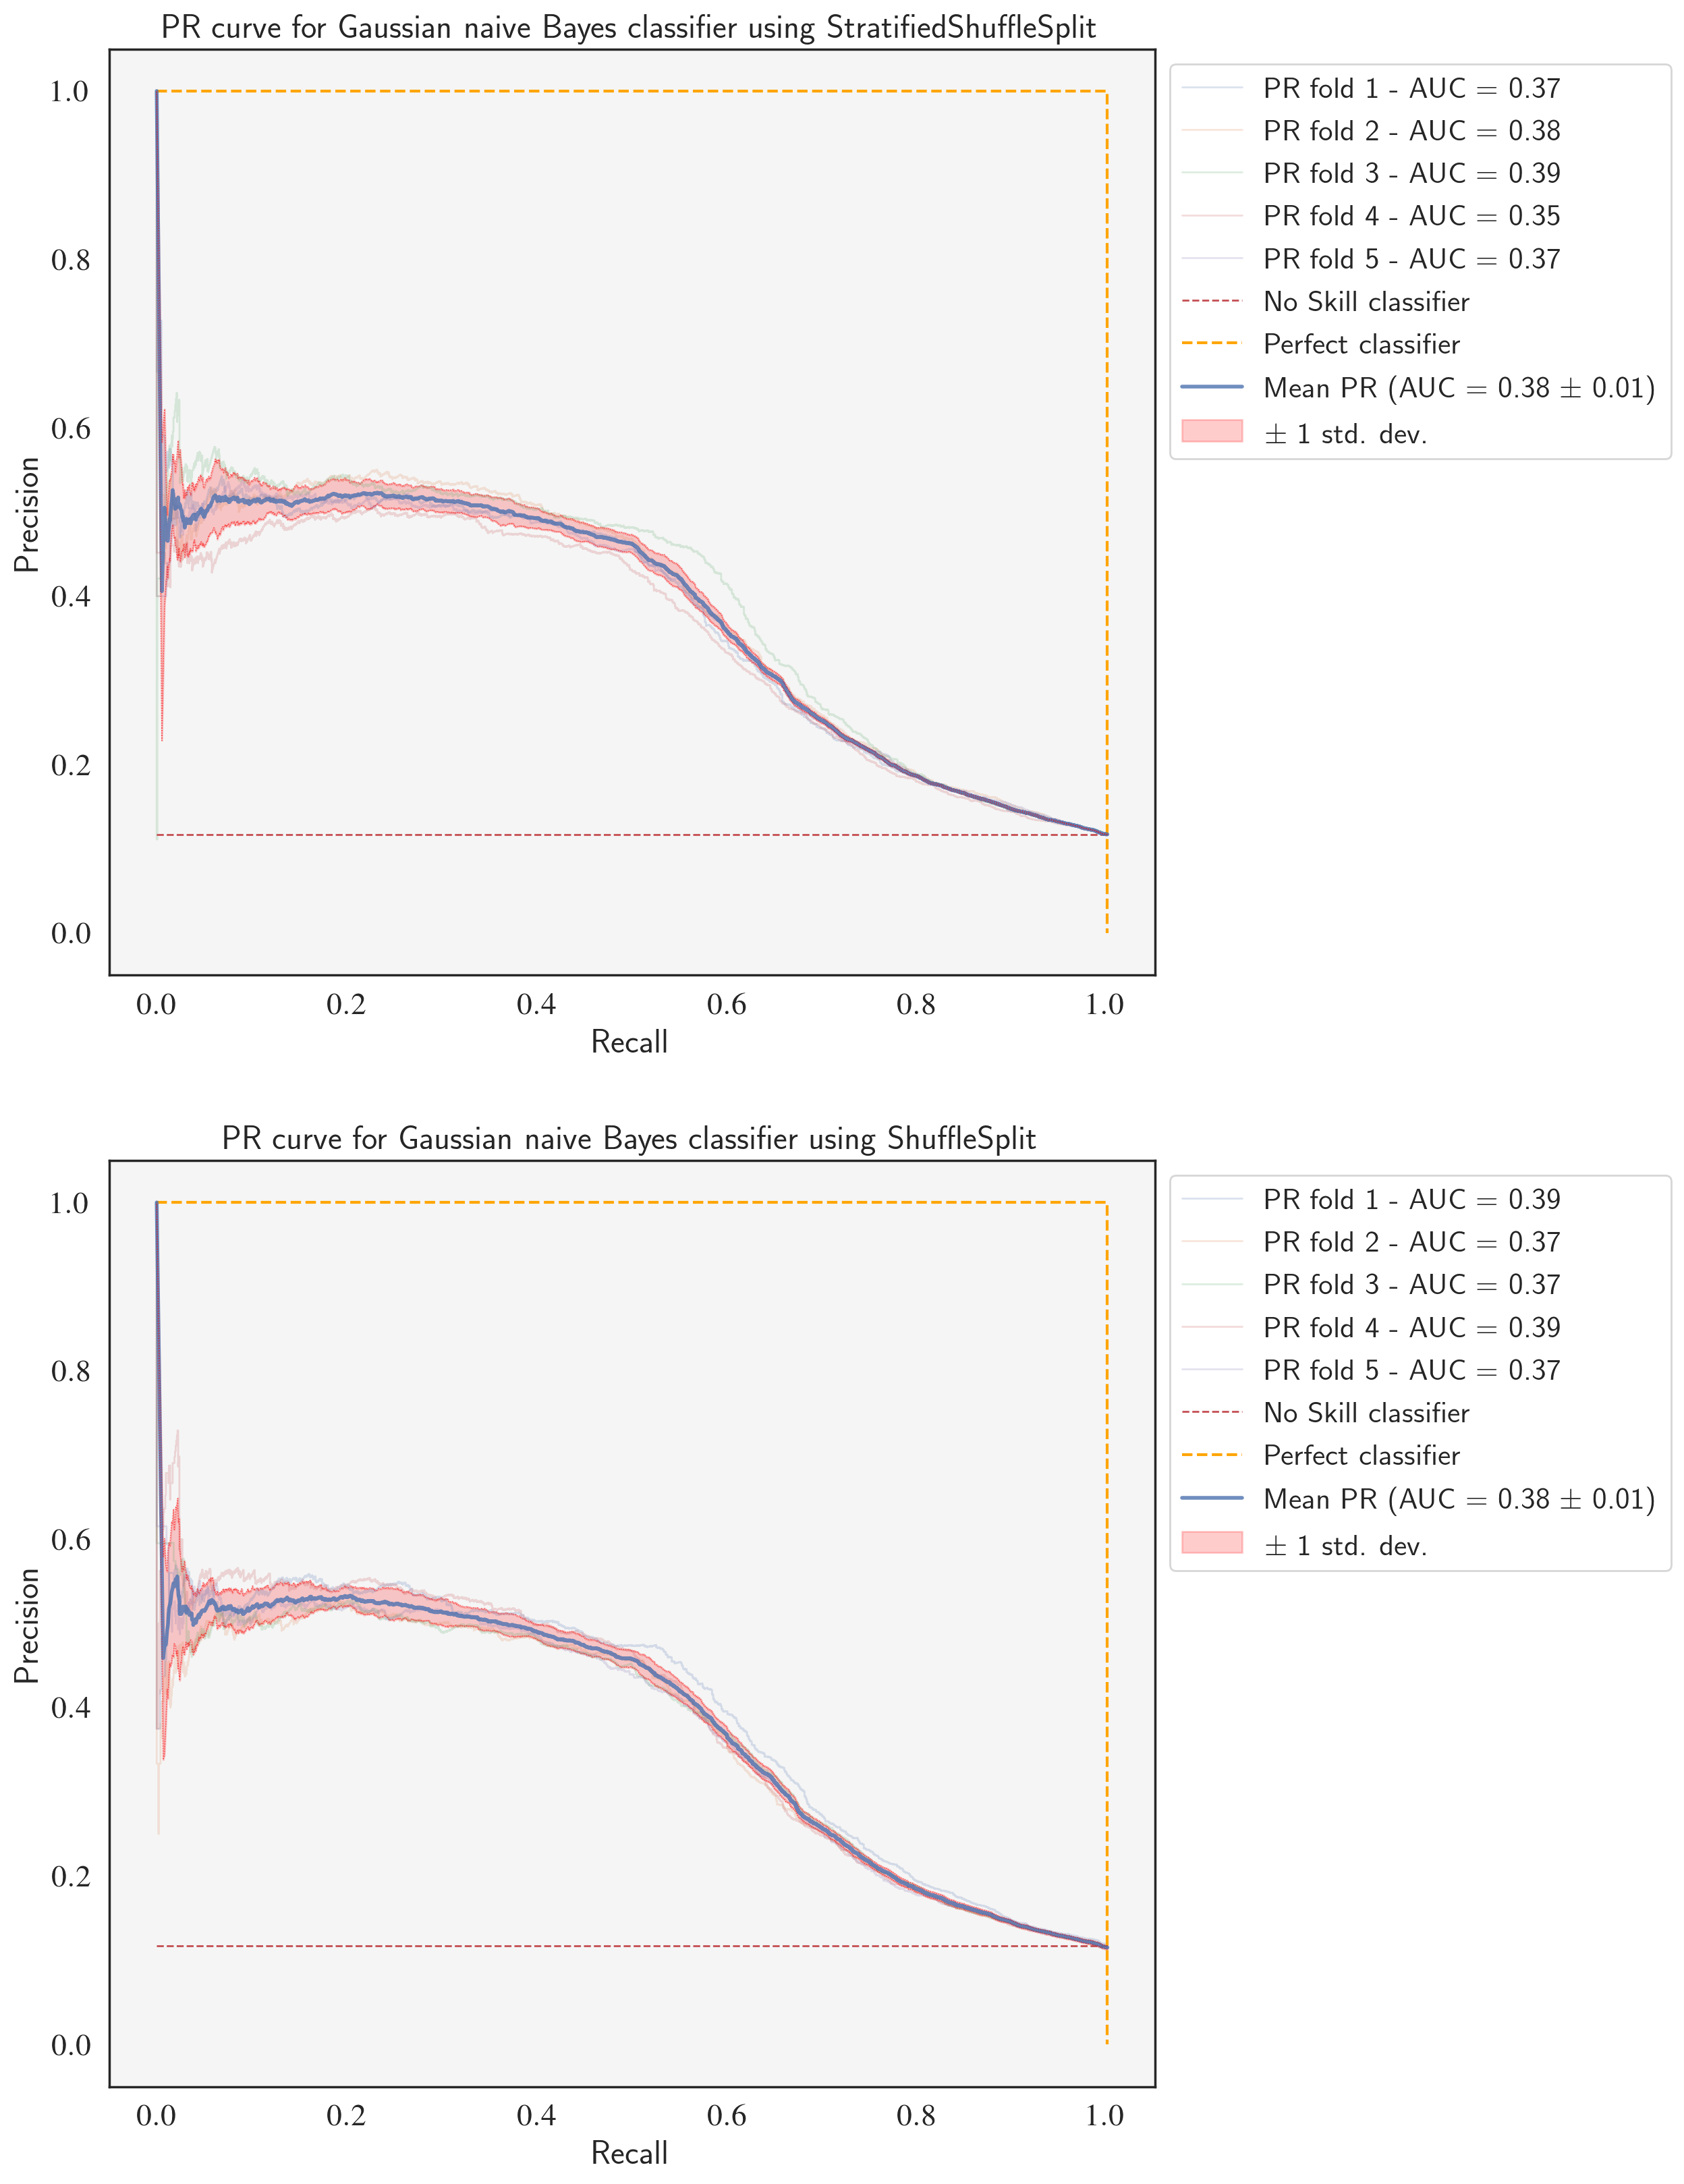 PR curve for Gaussian naive Bayes classifier using StratifiedShuffleSplit
1.0
0.8
0.6
0.4
0.2
0.0
Precision
0.0 0.2 0.4 0.6 0.8 1.0
Recall
PR fold 1 - AUC = 0.37
PR fold 2 - AUC = 0.38
PR fold 3 - AUC = 0.39
PR fold 4 - AUC = 0.35
PR fold 5 - AUC = 0.37
No Skill classifier
Perfect classifier
Mean PR (AUC = 0.38 ± 0.01)
± 1 std. dev.
PR curve for Gaussian naive Bayes classifier using ShuffleSplit
1.0
0.8
0.6
0.4
0.2
0.0
Precision
0.0 0.2 0.4 0.6 0.8 1.0
Recall
PR fold 1 - AUC = 0.39
PR fold 2 - AUC = 0.37
PR fold 3 - AUC = 0.37
PR fold 4 - AUC = 0.39
PR fold 5 - AUC = 0.37
No Skill classifier
Perfect classifier
Mean PR (AUC = 0.38 ± 0.01)
± 1 std. dev.